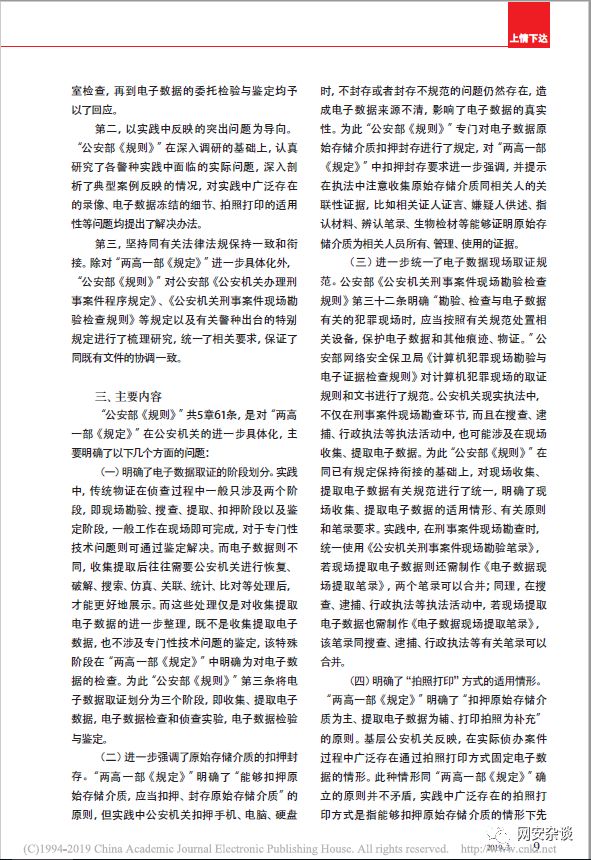 上情下达
室检查，再到电子数据的委托检验与鉴定均予
以了回应。
第二，以实践中反映的突出问题为导向。
“公安部《规则》”在深入调研的基础上，认真
研究了各警种实践中面临的实际问题，深入剖
析了典型案例反映的情况，对实践中广泛存在
的录像、电子数据冻结的细节、拍照打印的适用
性等问题均提出了解决办法。
第三，坚持同有关法律法规保持一致和衔
接。除对“两高一部《规定》”进一步具体化外，
“公安部《规则》”对公安部《公安机关办理刑
事案件程序规定》、《公安机关刑事案件现场勘
验检查规则》等规定以及有关警种出台的特别
规定进行了梳理研究，统一了相关要求，保证了
同既有文件的协调一致。
三、主要内容
“公安部《规则》”共5章61条，是对“两高
一部《规定》”在公安机关的进一步具体化，主
要明确了以下几个方面的问题：
（一）明确了电子数据取证的阶段划分。实践
中，传统物证在侦查过程中一般只涉及两个阶
段，即现场勘验、搜查、提取、扣押阶段以及鉴
定阶段，一般工作在现场即可完成，对于专门性
技术问题则可通过鉴定解决。而电子数据则不
同，收集提取后往往需要公安机关进行恢复、
破解、搜索、仿真、关联、统计、比对等处理后，
才能更好地展示。而这些处理仅是对收集提取
电子数据的进一步整理，既不是收集提取电子
数据，也不涉及专门性技术问题的鉴定，该特殊
阶段在“两高一部《规定》”中明确为对电子数
据的检查。为此“公安部《规则》”第三条将电
子数据取证划分为三个阶段，即收集、提取电子
数据，电子数据检查和侦查实验，电子数据检验
与鉴定。
（二）进一步强调了原始存储介质的扣押封
存。“两高一部《规定》”明确了“能够扣押原
始存储介质，应当扣押、封存原始存储介质”的
原则，但实践中公安机关扣押手机、电脑、硬盘
时，不封存或者封存不规范的问题仍然存在，造
成电子数据来源不清，影响了电子数据的真实
性。为此“公安部《规则》”专门对电子数据原
始存储介质扣押封存进行了规定，对“两高一部
《规定》”中扣押封存要求进一步强调，并提示
在执法中注意收集原始存储介质同相关人的关
联性证据，比如相关证人证言、嫌疑人供述、指
认材料、辨认笔录、生物检材等能够证明原始存
储介质为相关人员所有、管理、使用的证据。
（三）进一步统一了电子数据现场取证规
范。公安部《公安机关刑事案件现场勘验检查
规则》第三十二条明确“勘验、检查与电子数据
有关的犯罪现场时，应当按照有关规范处置相
关设备，保护电子数据和其他痕迹、物证。”公
安部网络安全保卫局《计算机犯罪现场勘验与
电子证据检查规则》对计算机犯罪现场的取证
规则和文书进行了规范。公安机关现实执法中，
不仅在刑事案件现场勘查环节，而且在搜查、逮
捕、行政执法等执法活动中，也可能涉及在现场
收集、提取电子数据。为此“公安部《规则》”在
同已有规定保持衔接的基础上，对现场收集、
提取电子数据有关规范进行了统一，明确了现
场收集、提取电子数据的适用情形、有关原则
和笔录要求。实践中，在刑事案件现场勘查时，
统一使用《公安机关刑事案件现场勘验笔录》，
若现场提取电子数据则还需制作《电子数据现
场提取笔录》，两个笔录可以合并；同理，在搜
查、逮捕、行政执法等执法活动中，若现场提取
电子数据也需制作《电子数据现场提取笔录》，
该笔录同搜查、逮捕、行政执法等有关笔录可以
合并。
（四）明确了“拍照打印”方式的适用情形。
“两高一部《规定》”明确了“扣押原始存储介
质为主、提取电子数据为辅、打印拍照为补充”
的原则。基层公安机关反映，在实际侦办案件
过程中广泛存在通过拍照打印方式固定电子数
据的情形。此种情形同“两高一部《规定》”确
立的原则并不矛盾，实践中广泛存在的拍照打
印方式是指能够扣押原始存储介质的情形下先
网安杂谈
2019.3 9
(C)1994-2019 China Academic Journal Electronic Publishing House. All rights reserved. http://www.cnki.net